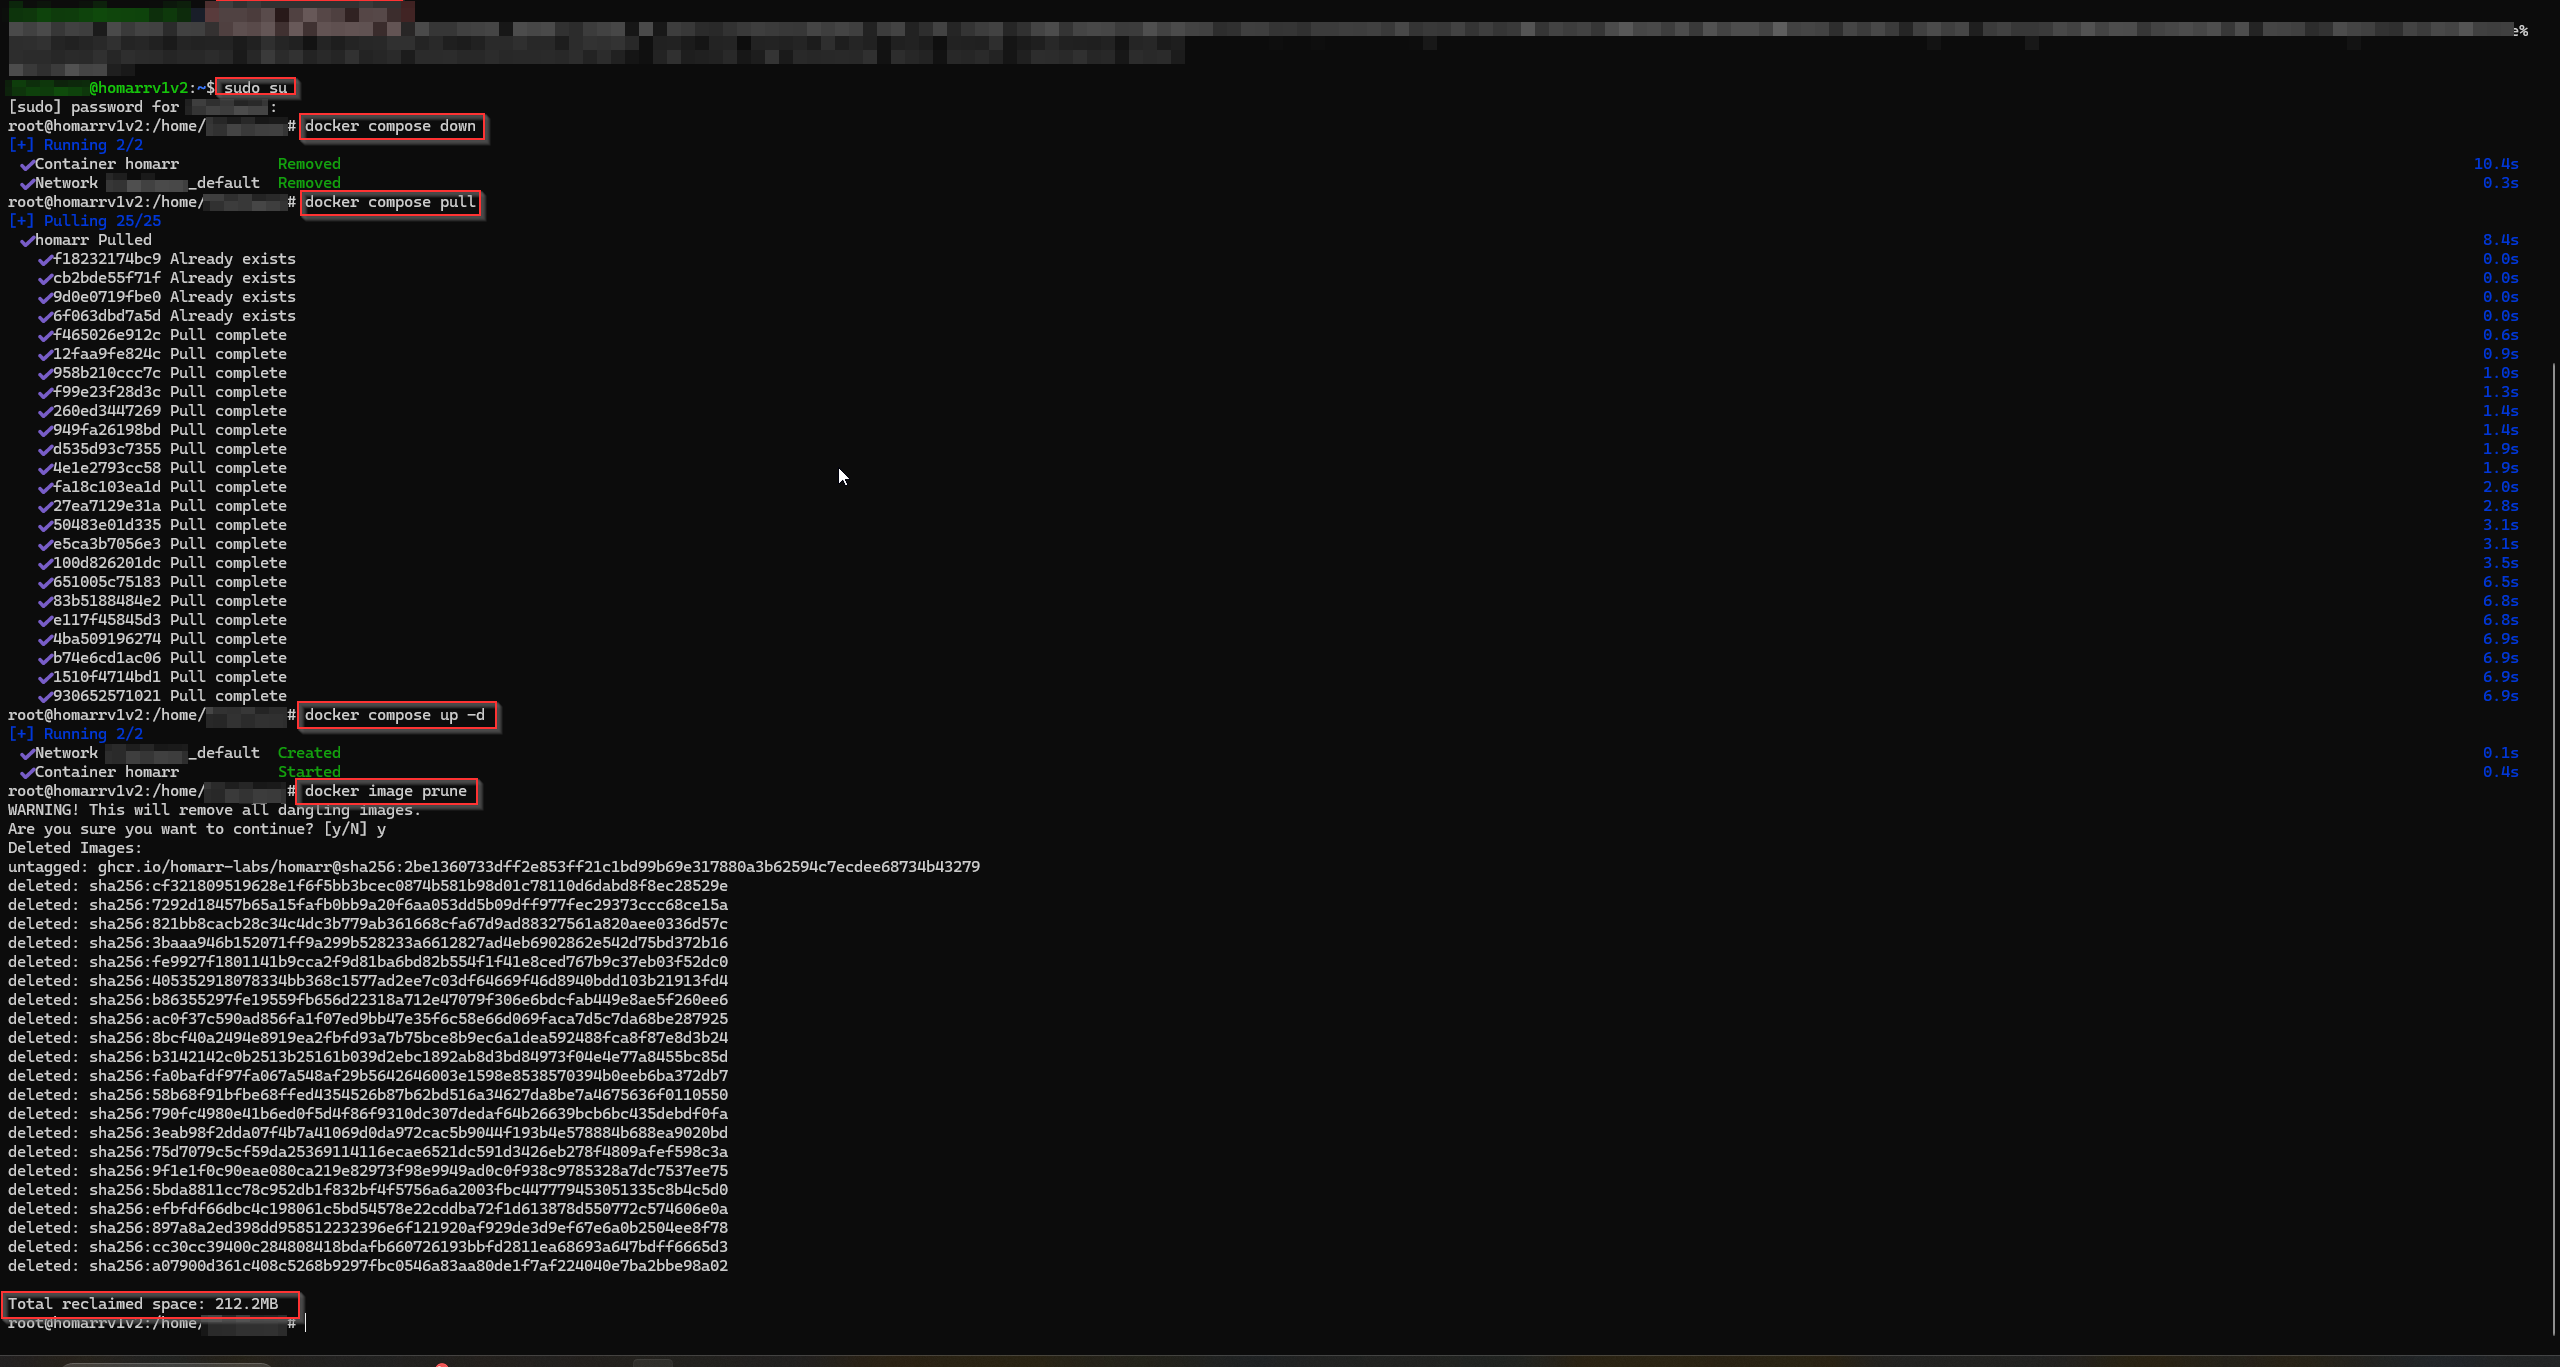 e%
@homarrv1v2:~$ sudo su
[sudo] password for :
root@homarrv1v2:/home/ # docker compose down
[+] Running 2/2
✔Container homarr Removed 10.4s
✔Network _default Removed 0.3s
root@homarrv1v2:/home/ # docker compose pull
[+] Pulling 25/25
✔homarr Pulled 8.4s
✔f18232174bc9 Already exists 0.0s
✔cb2bde55f71f Already exists 0.0s
✔9d0e0719fbe0 Already exists 0.0s
✔6f063dbd7a5d Already exists 0.0s
✔f465026e912c Pull complete 0.6s
✔12faa9fe824c Pull complete 0.9s
✔958b210ccc7c Pull complete 1.0s
✔f99e23f28d3c Pull complete 1.3s
✔260ed3447269 Pull complete 1.4s
✔949fa26198bd Pull complete 1.4s
✔d535d93c7355 Pull complete 1.9s
✔4e1e2793cc58 Pull complete 1.9s
✔fa18c103ea1d Pull complete 2.0s
✔27ea7129e31a Pull complete 2.8s
✔50483e01d335 Pull complete 3.1s
✔e5ca3b7056e3 Pull complete 3.1s
✔100d826201dc Pull complete 3.5s
✔651005c75183 Pull complete 6.5s
✔83b5188484e2 Pull complete 6.8s
✔e117f45845d3 Pull complete 6.8s
✔4ba509196274 Pull complete 6.9s
✔b74e6cd1ac06 Pull complete 6.9s
✔1510f4714bd1 Pull complete 6.9s
✔930652571021 Pull complete 6.9s
root@homarrv1v2:/home/ # docker compose up -d
[+] Running 2/2
✔Network _default Created 0.1s
✔Container homarr Started 0.4s
root@homarrv1v2:/home/ # docker image prune
WARNING! This will remove all dangling images.
Are you sure you want to continue? [y/N] y
Deleted Images:
untagged: ghcr.io/homarr-labs/homarr@sha256:2be1360733dff2e853ff21c1bd99b69e317880a3b62594c7ecdee68734b43279
deleted: sha256:cf321809519628e1f6f5bb3bcec0874b581b98d01c78110d6dabd8f8ec28529e
deleted: sha256:7292d18457b65a15fafb0bb9a20f6aa053dd5b09dff977fec29373ccc68ce15a
deleted: sha256:821bb8cacb28c34c4dc3b779ab361668cfa67d9ad88327561a820aee0336d57c
deleted: sha256:3baaa946b152071ff9a299b528233a6612827ad4eb6902862e542d75bd372b16
deleted: sha256:fe9927f1801141b9cca2f9d81ba6bd82b554f1f41e8ced767b9c37eb03f52dc0
deleted: sha256:405352918078334bb368c1577ad2ee7c03df64669f46d8940bdd103b21913fd4
deleted: sha256:b86355297fe19559fb656d22318a712e47079f306e6bdcfab449e8ae5f260ee6
deleted: sha256:ac0f37c590ad856fa1f07ed9bb47e35f6c58e66d069faca7d5c7da68be287925
deleted: sha256:8bcf40a2494e8919ea2fbfd93a7b75bce8b9ec6a1dea592488fca8f87e8d3b24
deleted: sha256:b3142142c0b2513b25161b039d2ebc1892ab8d3bd84973f04e4e77a8455bc85d
deleted: sha256:fa0bafdf97fa067a548af29b5642646003e1598e8538570394b0eeb6ba372db7
deleted: sha256:58b68f91bfbe68ffed4354526b87b62bd516a34627da8be7a4675636f0110550
deleted: sha256:790fc4980e41b6ed0f5d4f86f9310dc307dedaf64b26639bcb6bc435debdf0fa
deleted: sha256:3eab98f2dda07f4b7a41069d0da972cac5b9044f193b4e578884b688ea9020bd
deleted: sha256:75d7079c5cf59da25369114116ecae6521dc591d3426eb278f4809afef598c3a
deleted: sha256:9f1e1f0c90eae080ca219e82973f98e9949ad0c0f938c9785328a7dc7537ee75
deleted: sha256:5bda8811cc78c952db1f832bf4f5756a6a2003fbc447779453051335c8b4c5d0
deleted: sha256:efbfdf66dbc4c198061c5bd54578e22cddba72f1d613878d550772c574606e0a
deleted: sha256:897a8a2ed398dd958512232396e6f121920af929de3d9ef67e6a0b2504ee8f78
deleted: sha256:cc30cc39400c284808418bdafb660726193bbfd2811ea68693a647bdff6665d3
deleted: sha256:a07900d361c408c5268b9297fbc0546a83aa80de1f7af224040e7ba2bbe98a02
Total reclaimed space: 212.2MB
root@homarrv1v2:/home/ #